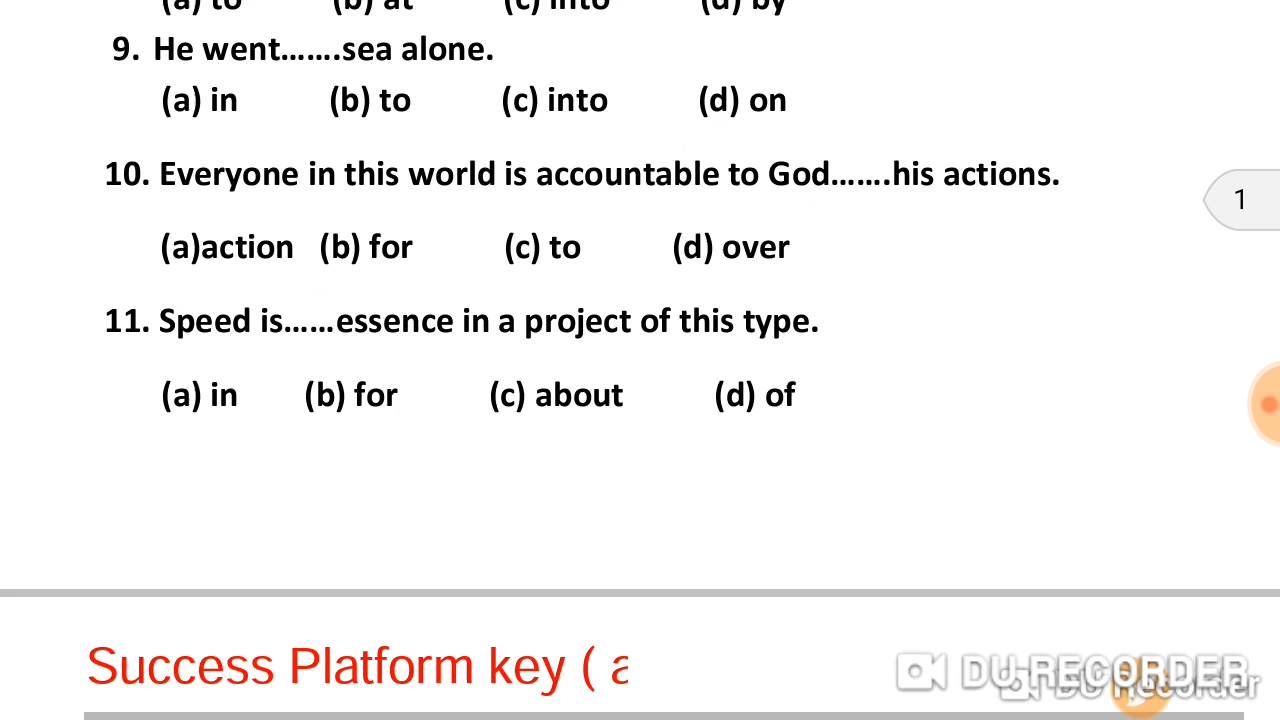 (a) to (b) at (c) into (d) by
9. He went…….sea alone.
(a) in (b) to (c) into (d) on
10. Everyone in this world is accountable to God…….his actions.
1
(a)action (b) for (c) to (d) over
11. Speed is……essence in a project of this type.
(a) in (b) for (c) about (d) of
Success Platform key ( a
DU RECORDER
DU Recorder